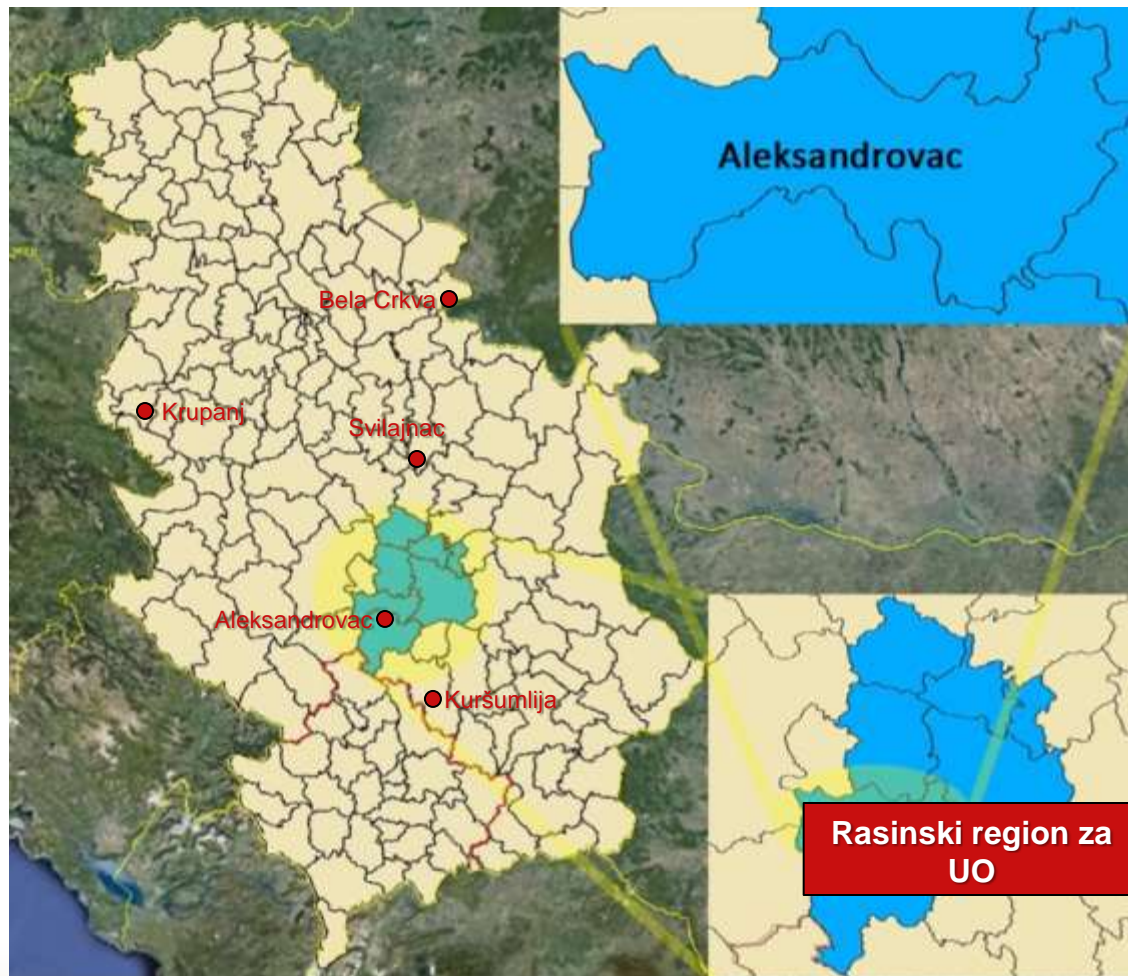 Aleksandrovac
Bela Crkva
Krupanj
Svilajnac
Aleksandrovac
Kuršumlija
Rasinski region za
UO